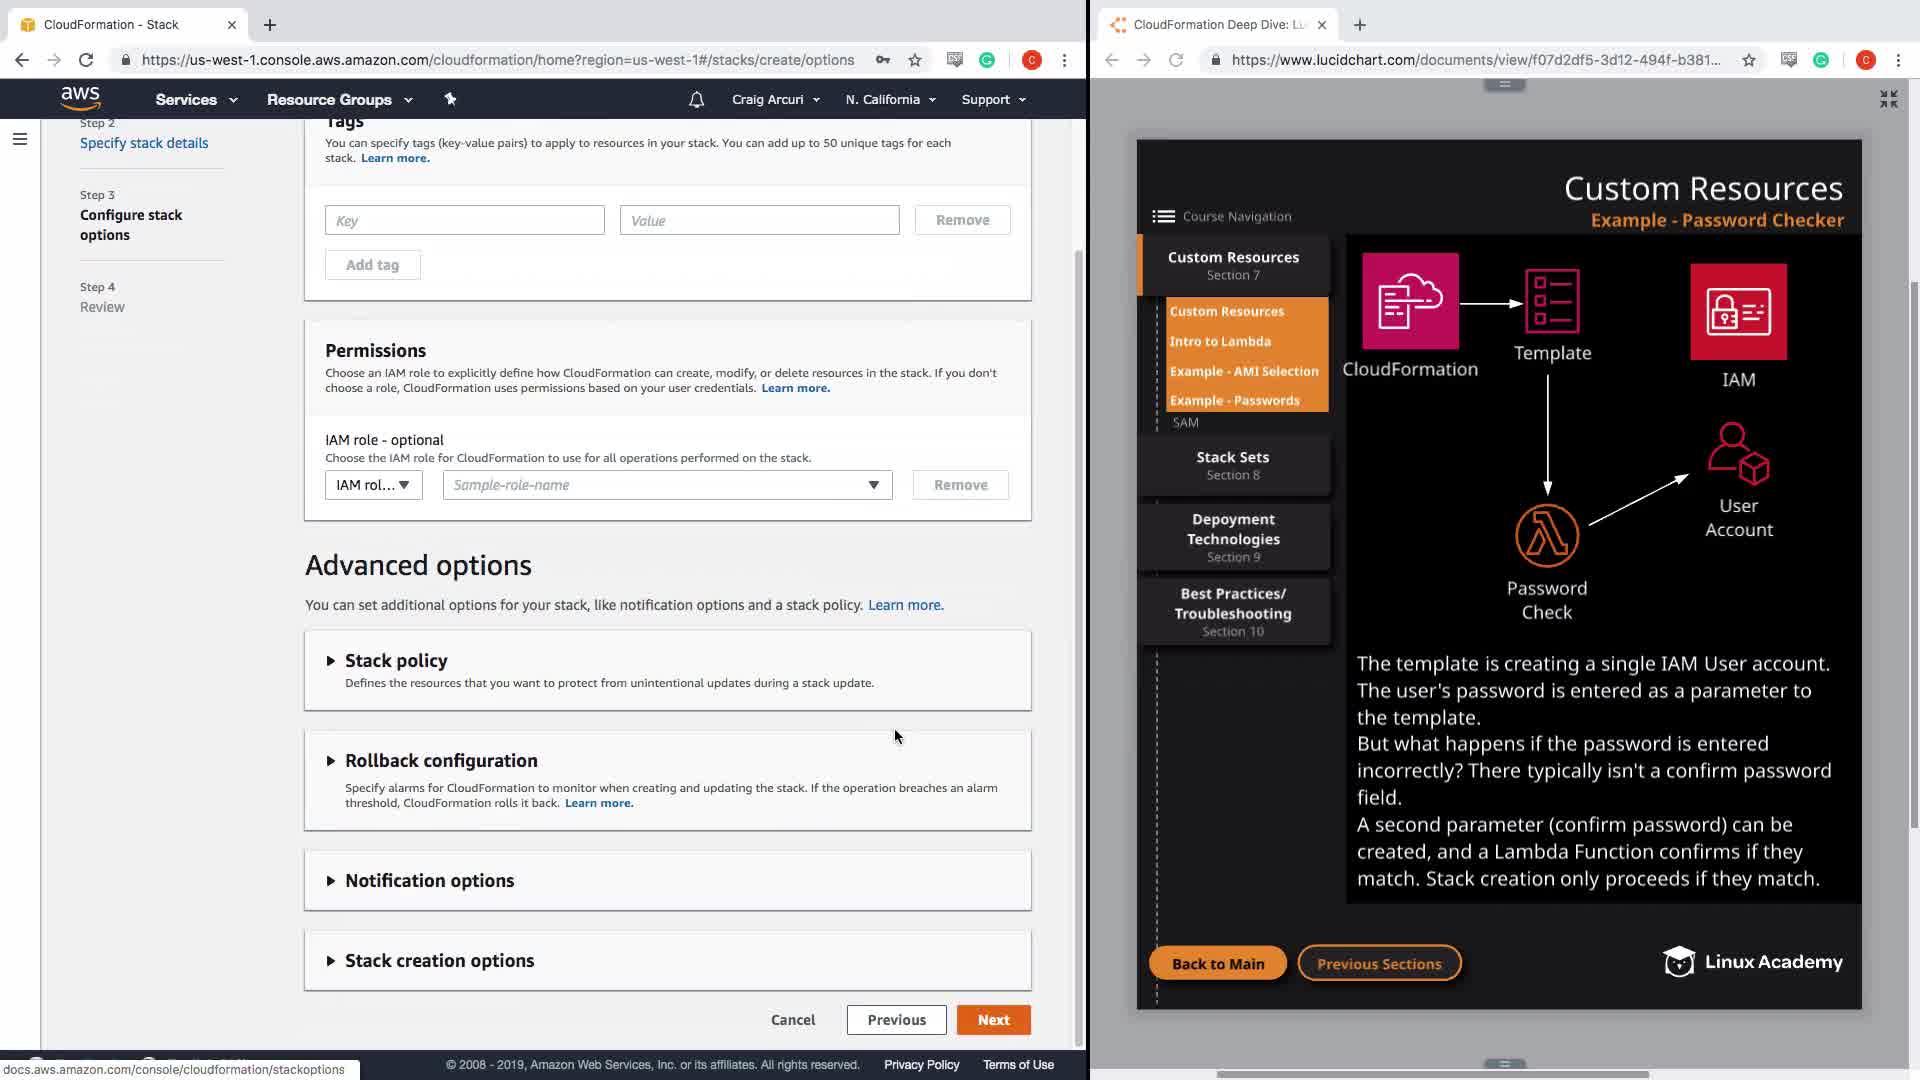 CloudFormation - Stack
https://us-west-1.console.aws.amazon.com/cloudformation/home?region=us-west-1#/stacks/create/options
aws
Services
Resource Groups
Craig Arcuri
N. California
Support
Step 2
Specify stack details
Step 3
Configure stack
options
Step 4
Review
Tags
You can specify tags (key-value pairs) to apply to resources in your stack. You can add up to 50 unique tags for each
stack. Learn more.
Key
Value
Remove
Add tag
Permissions
Choose an IAM role to explicitly define how CloudFormation can create, modify, or delete resources in the stack. If you don't
choose a role, CloudFormation uses permissions based on your user credentials. Learn more.
IAM role - optional
Choose the IAM role for CloudFormation to use for all operations performed on the stack.
IAM rol...
Sample-role-name
Remove
Advanced options
You can set additional options for your stack, like notification options and a stack policy. Learn more.
Stack policy
Defines the resources that you want to protect from unintentional updates during a stack update.
Rollback configuration
Specify alarms for CloudFormation to monitor when creating and updating the stack. If the operation breaches an alarm
threshold, CloudFormation rolls it back. Learn more.
Notification options
Stack creation options
Cancel
Previous
Next
docs.aws.amazon.com/console/cloudformation/stackoptions
© 2008 - 2019, Amazon Web Services, Inc. or its affiliates. All rights reserved.
Privacy Policy
Terms of Use
CloudFormation Deep Dive: Lu
https://www.lucidchart.com/documents/view/f07d2df5-3d12-494f-b381...
C
C
Custom Resources
Example - Password Checker
Course Navigation
Custom Resources
Section 7
Custom Resources
Intro to Lambda
Example - AMI Selection
Example - Passwords
SAM
Stack Sets
Section 8
Depoyment
Technologies
Section 9
Best Practices/
Troubleshooting
Section 10
CloudFormation
Template
IAM
User
Account
Password
Check
The template is creating a single IAM User account.
The user's password is entered as a parameter to
the template.
But what happens if the password is entered
incorrectly? There typically isn't a confirm password
field.
A second parameter (confirm password) can be
created, and a Lambda Function confirms if they
match. Stack creation only proceeds if they match.
Back to Main
Previous Sections
Linux Academy